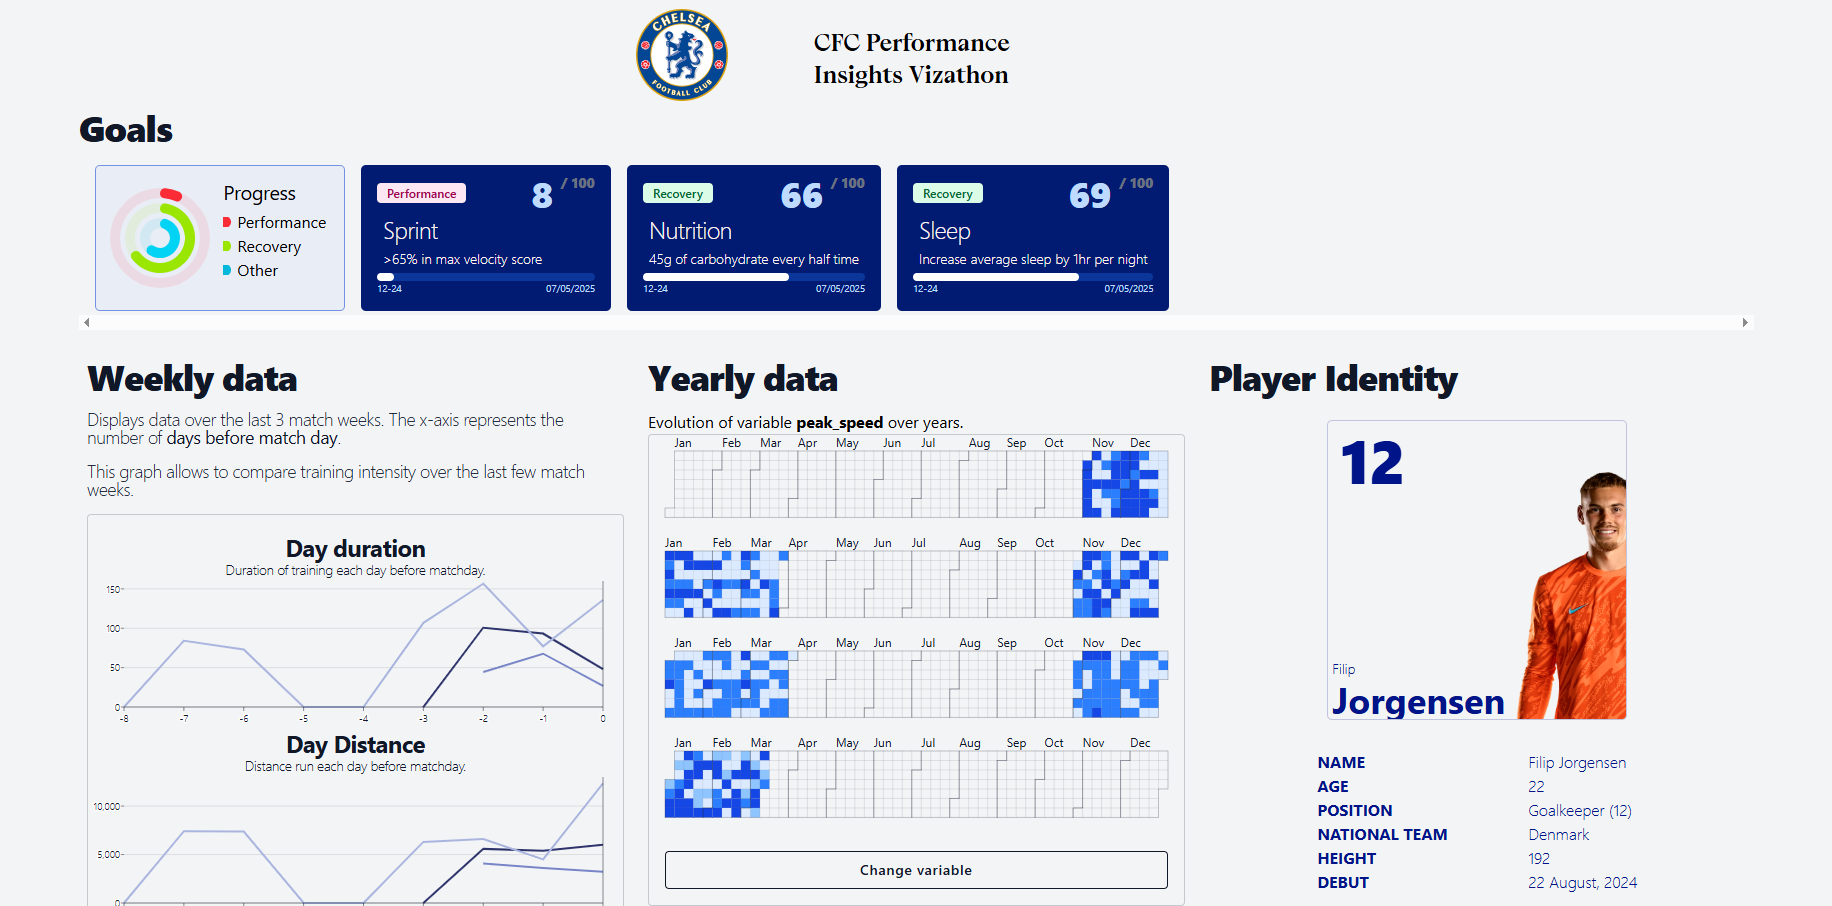 CHELSEA
FOOTBALL CLUB
CFC Performance
Insights Vizathon
Goals
Progress
Performance
Recovery
Other
Performance
8 / 100
Sprint
>65% in max velocity score
12-24 07/05/2025
Recovery
66 / 100
Nutrition
45g of carbohydrate every half time
12-24 07/05/2025
Recovery
69 / 100
Sleep
Increase average sleep by 1hr per night
12-24 07/05/2025
Weekly data
Displays data over the last 3 match weeks. The x-axis represents the
number of days before match day.
This graph allows to compare training intensity over the last few match
weeks.
Day duration
Duration of training each day before matchday.
150
100
50
0
-8 -7 -6 -5 -4 -3 -2 -1 0
Day Distance
Distance run each day before matchday.
10,000
5,000
0
Yearly data
Evolution of variable peak_speed over years.
Jan Feb Mar Apr May Jun Jul Aug Sep Oct Nov Dec
Jan Feb Mar Apr May Jun Jul Aug Sep Oct Nov Dec
Jan Feb Mar Apr May Jun Jul Aug Sep Oct Nov Dec
Jan Feb Mar Apr May Jun Jul Aug Sep Oct Nov Dec
Change variable
Player Identity
12
Filip
Jorgensen
NAME Filip Jorgensen
AGE 22
POSITION Goalkeeper (12)
NATIONAL TEAM Denmark
HEIGHT 192
DEBUT 22 August, 2024